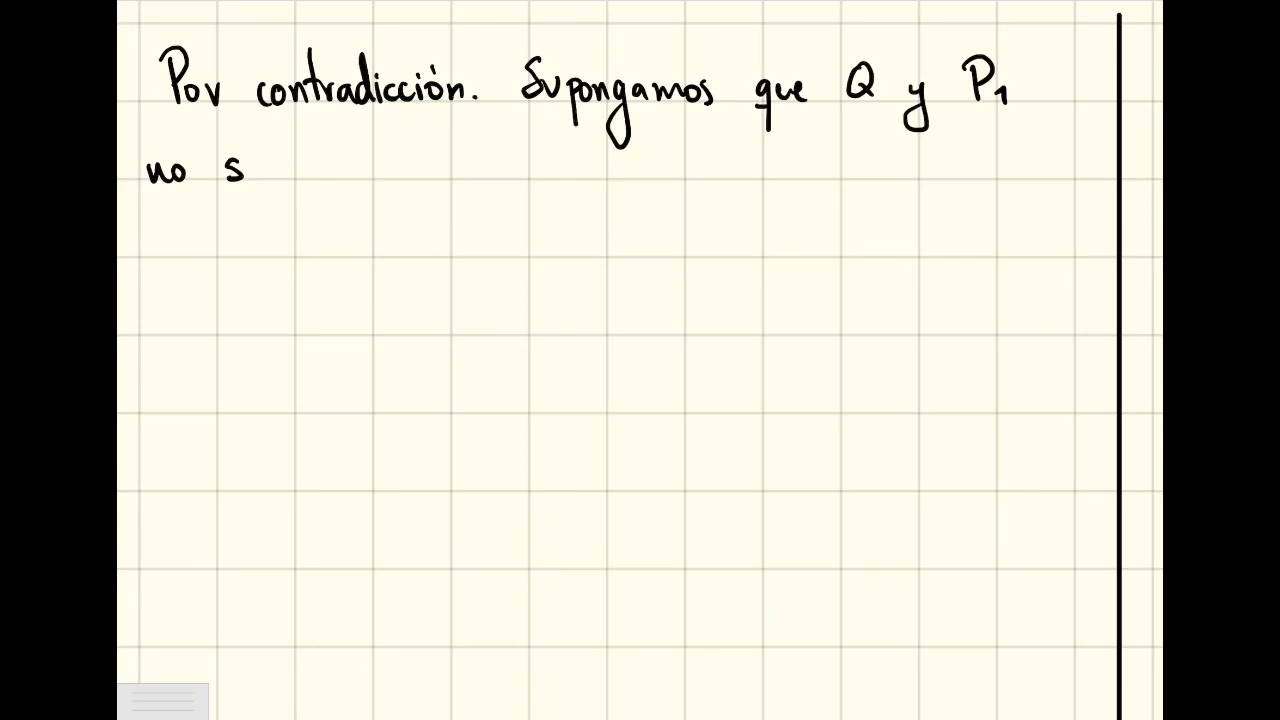 Por contradicción. Supongamos que Q y P₁
no s